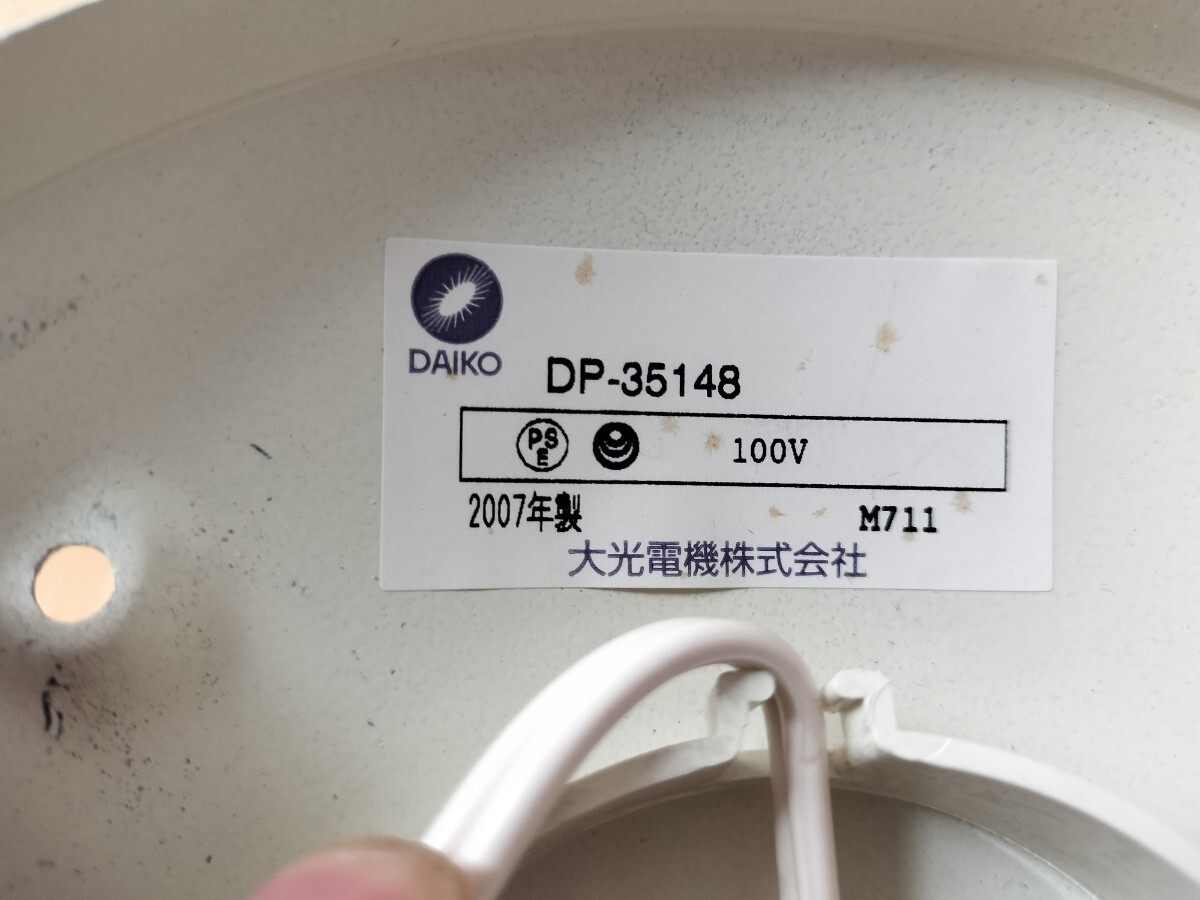 DAIKO
DP-35148
PS
E
100V
2007年製 M711
大光電機株式会社